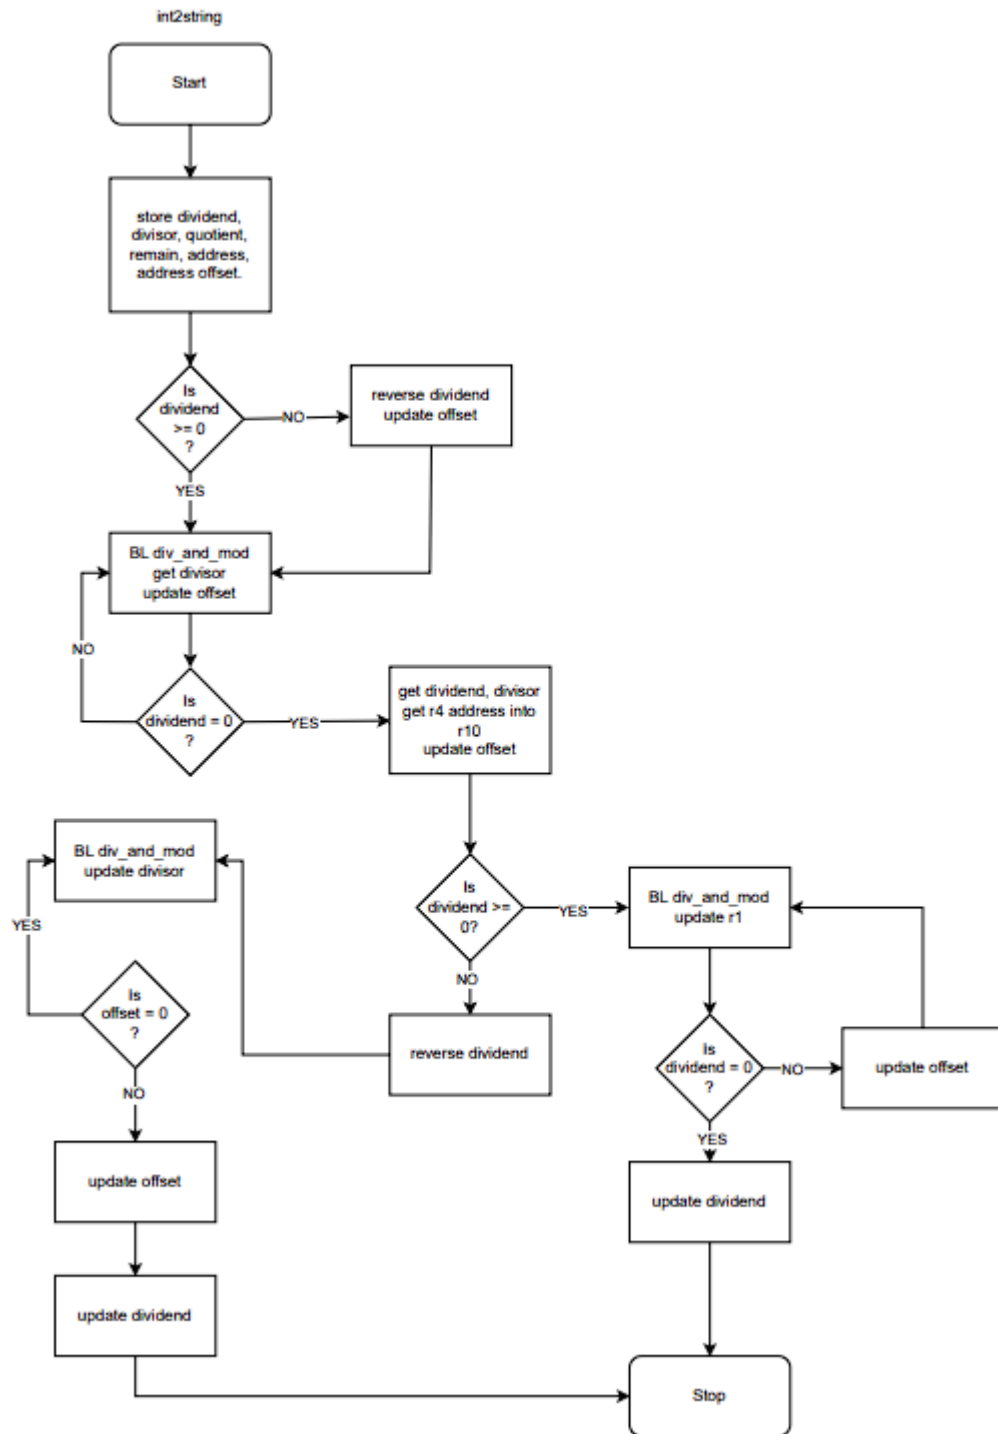 int2string
Start
store dividend,
divisor, quotient,
remain, address,
address offset.
Is
dividend
>= 0
?
NO
reverse dividend
update offset
YES
BL div_and_mod
get divisor
update offset
NO
Is
dividend = 0
?
YES
get dividend, divisor
get r4 address into
r10
update offset
BL div_and_mod
update divisor
YES
Is
dividend >=
0?
YES
BL div_and_mod
update r1
NO
Is
offset = 0
?
reverse dividend
Is
dividend = 0
?
NO
update offset
NO
YES
update offset
update dividend
update dividend
Stop